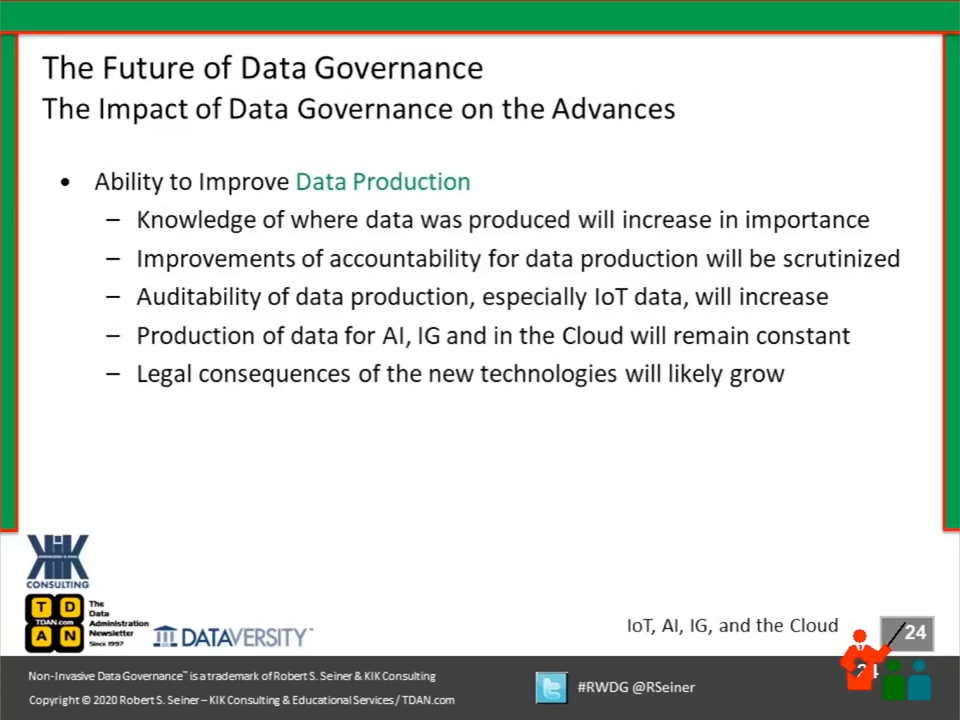 The Future of Data Governance
The Impact of Data Governance on the Advances
• Ability to Improve Data Production
– Knowledge of where data was produced will increase in importance
– Improvements of accountability for data production will be scrutinized
– Auditability of data production, especially IoT data, will increase
– Production of data for AI, IG and in the Cloud will remain constant
– Legal consequences of the new technologies will likely grow
KIK
CONSULTING
T D
TDAN.com
A N
The
Data
Administration
Newsletter
Since 1997
DATAVERSITY™
IoT, AI, IG, and the Cloud
24
24
Non-Invasive Data Governance™ is a trademark of Robert S. Seiner & KIK Consulting
Copyright © 2020 Robert S. Seiner – KIK Consulting & Educational Services / TDAN.com
#RWDG @RSeiner